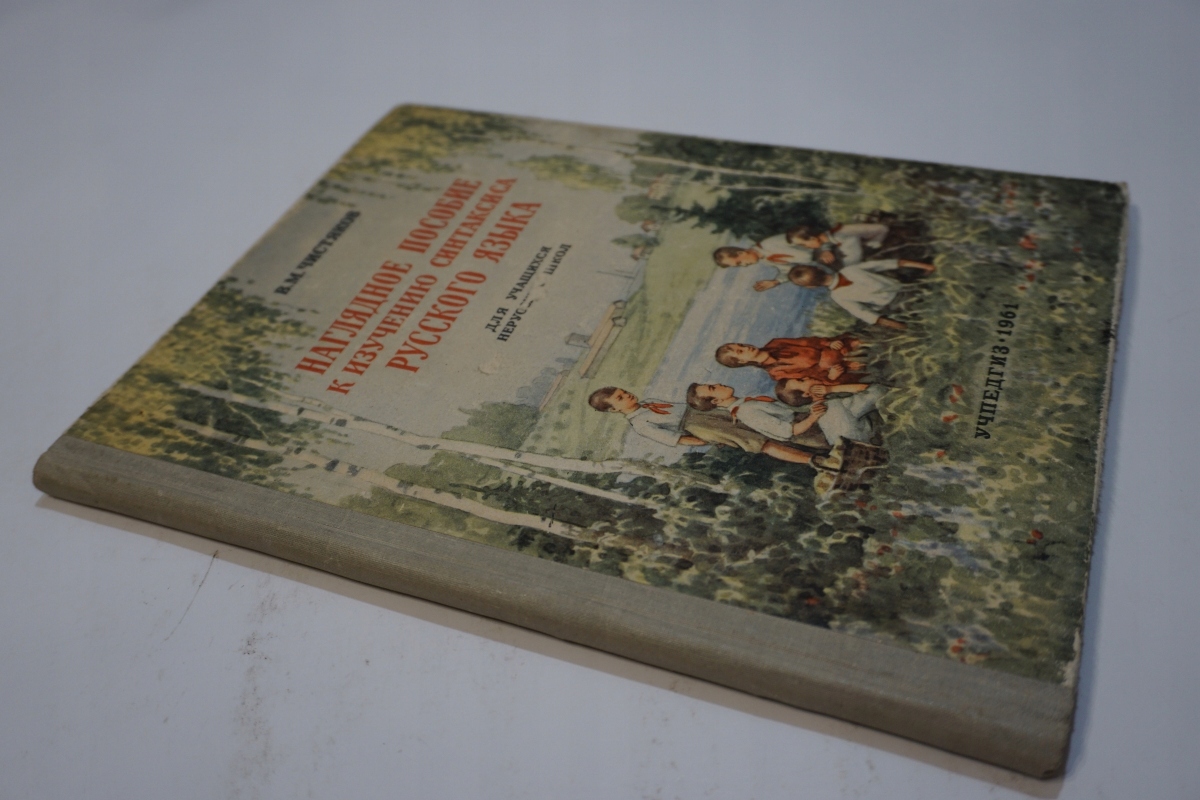 В.М. ЧИСТЯКОВ
НАГЛЯДНОЕ ПОСОБИЕ
К ИЗУЧЕНИЮ СИНТАКСИСА
РУССКОГО ЯЗЫКА
ДЛЯ УЧАЩИХСЯ
ШКОЛ
УЧПЕДГИЗ • 1961